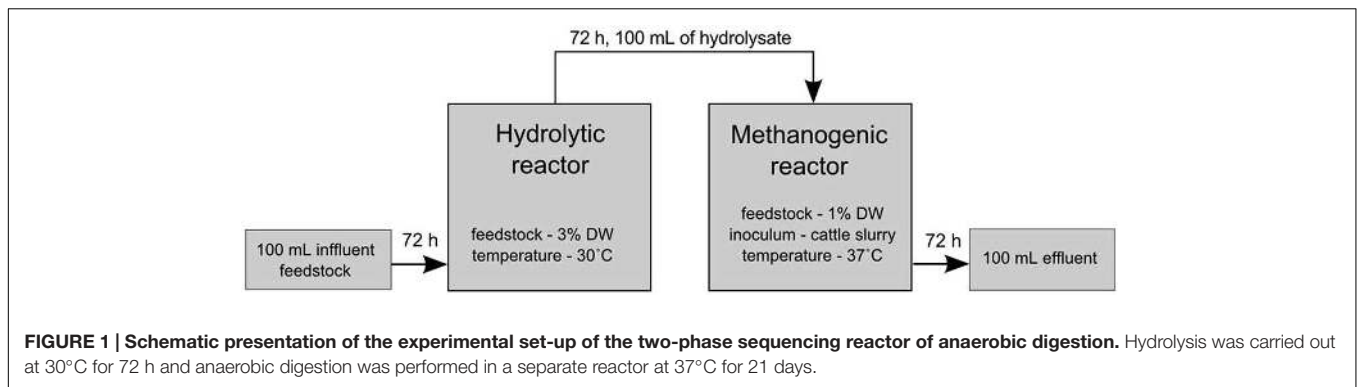 72 h, 100 mL of hydrolysate
Hydrolytic
reactor
feedstock - 3% DW
temperature - 30˚C
Methanogenic
reactor
feedstock - 1% DW
inoculum - cattle slurry
temperature - 37˚C
100 mL inffluent
feedstock
72 h
72 h
100 mL effluent
FIGURE 1 | Schematic presentation of the experimental set-up of the two-phase sequencing reactor of anaerobic digestion. Hydrolysis was carried out
at 30°C for 72 h and anaerobic digestion was performed in a separate reactor at 37°C for 21 days.